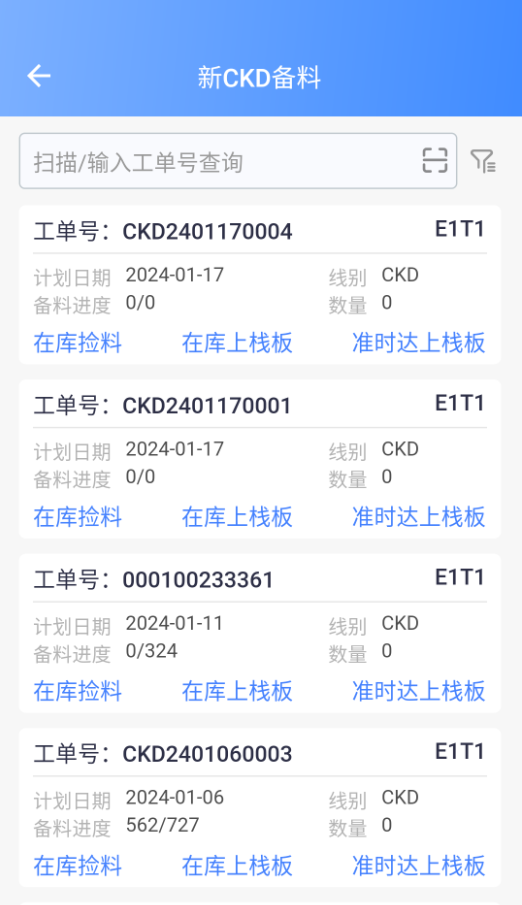 新CKD备料
扫描/输入工单号查询
工单号：CKD2401170004 E1T1
计划日期 2024-01-17 线别 CKD
备料进度 0/0 数量 0
在库捡料 在库上栈板 准时达上栈板
工单号：CKD2401170001 E1T1
计划日期 2024-01-17 线别 CKD
备料进度 0/0 数量 0
在库捡料 在库上栈板 准时达上栈板
工单号：000100233361 E1T1
计划日期 2024-01-11 线别 CKD
备料进度 0/324 数量 0
在库捡料 在库上栈板 准时达上栈板
工单号：CKD2401060003 E1T1
计划日期 2024-01-06 线别 CKD
备料进度 562/727 数量 0
在库捡料 在库上栈板 准时达上栈板